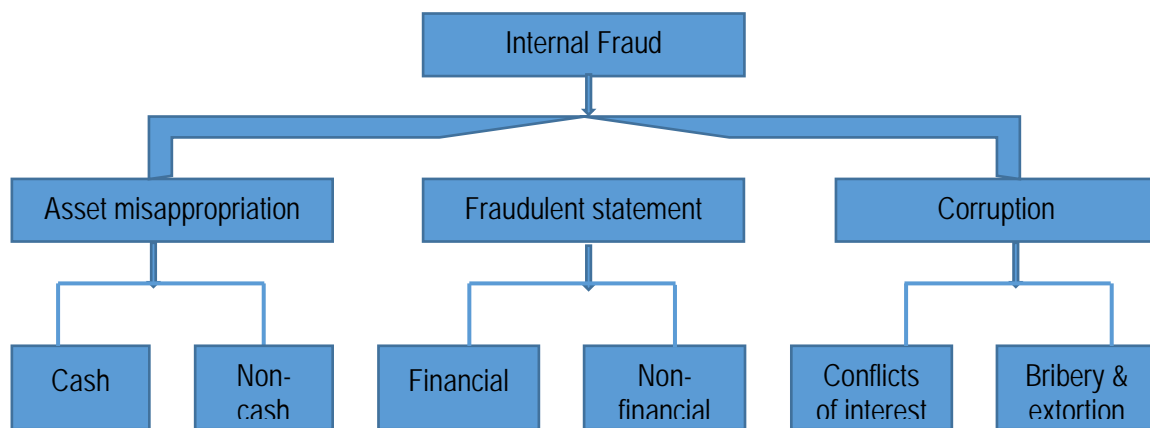 Internal Fraud
Asset misappropriation
Fraudulent statement
Corruption
Cash
Non-
cash
Financial
Non-
financial
Conflicts
of interest
Bribery &
extortion